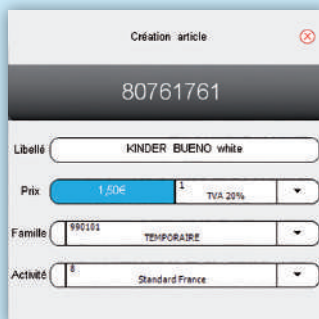 Création article
80761761
Libellé KINDER BUENO white
Prix 1,50€ 1 TVA 20%
Famille 990101 TEMPORAIRE
Activité 8 Standard France